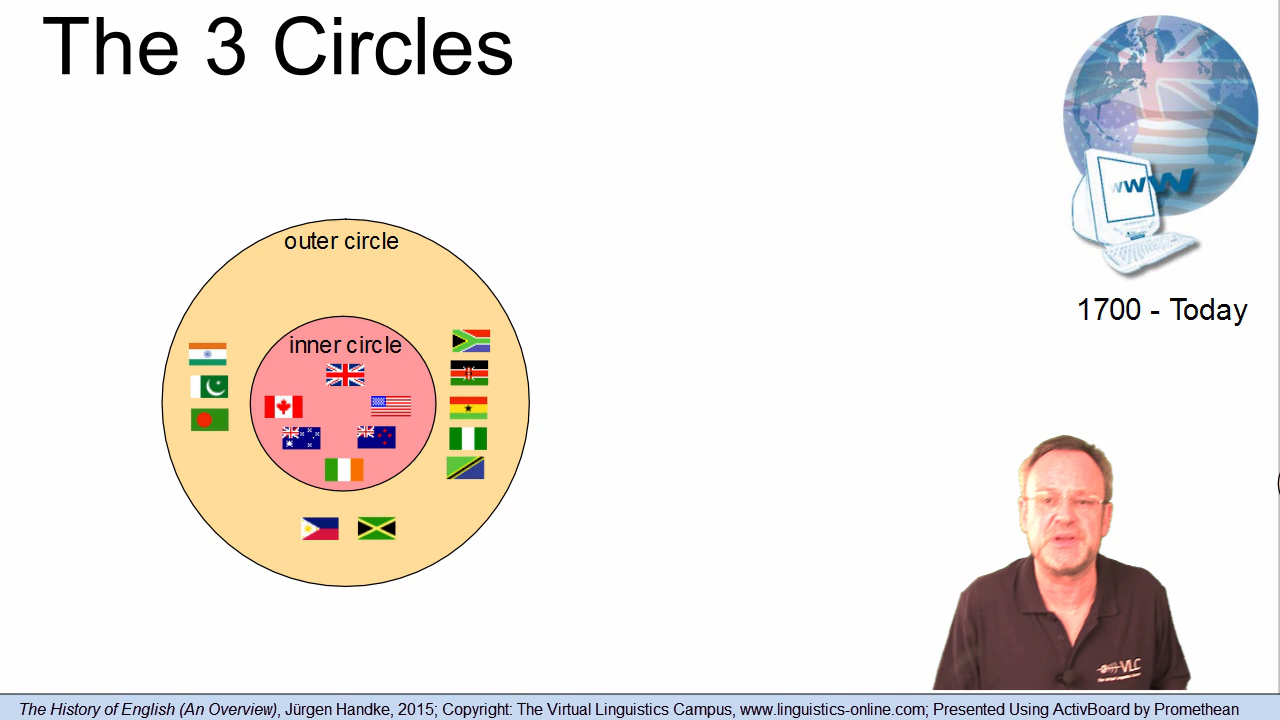 The 3 Circles
outer circle
inner circle
www
1700 - Today
VLC
The History of English (An Overview), Jürgen Handke, 2015; Copyright: The Virtual Linguistics Campus, www.linguistics-online.com; Presented Using ActivBoard by Promethean